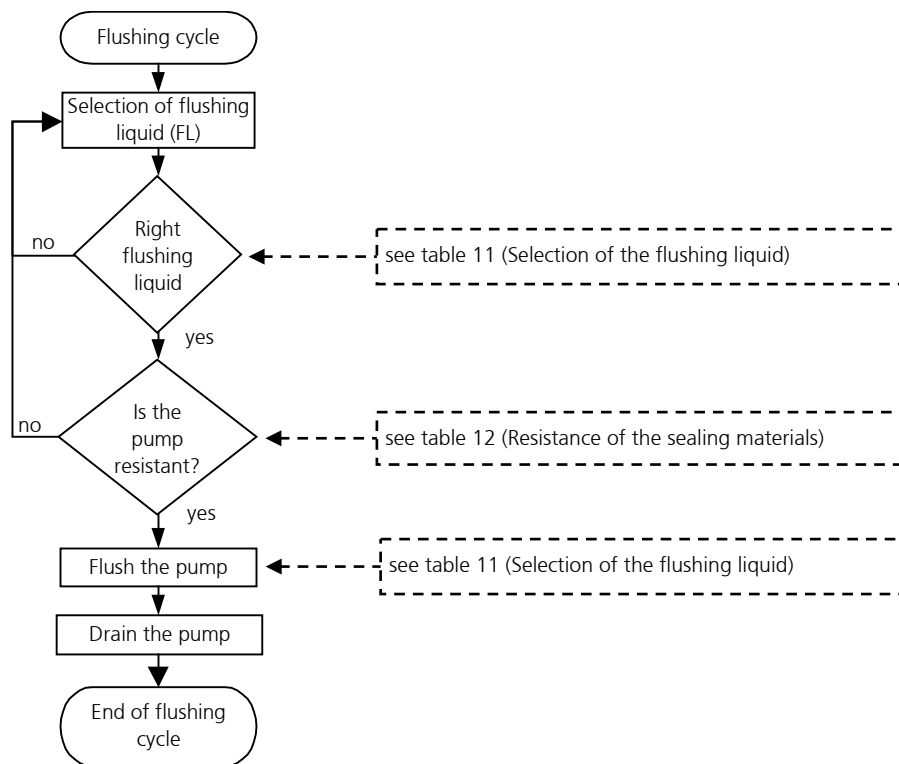 Flushing cycle
Selection of flushing
liquid (FL)
Right
flushing
liquid
no
see table 11 (Selection of the flushing liquid)
yes
Is the
pump
resistant?
no
see table 12 (Resistance of the sealing materials)
yes
Flush the pump
see table 11 (Selection of the flushing liquid)
Drain the pump
End of flushing
cycle